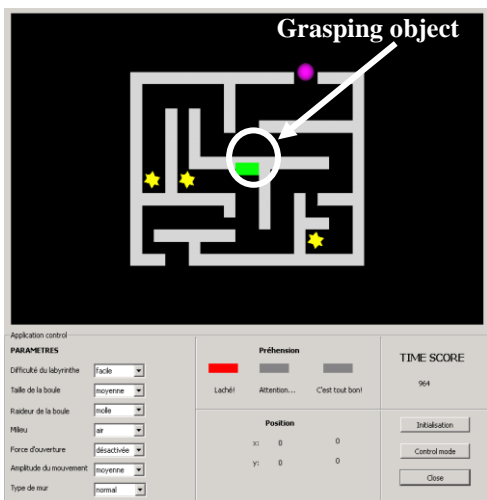 Grasping object
Application control
PARAMETRES
Difficulté du labyrinthe facile
Taille de la boule moyenne
Raideur de la boule molle
Milieu air
Force d'ouverture désactivée
Amplitude du mouvement moyenne
Type de mur normal
Préhension
Laché! Attention... C'est tout bon!
Position
x: 0 0
y: 0 0
TIME SCORE
964
Initialisation
Control mode
Close